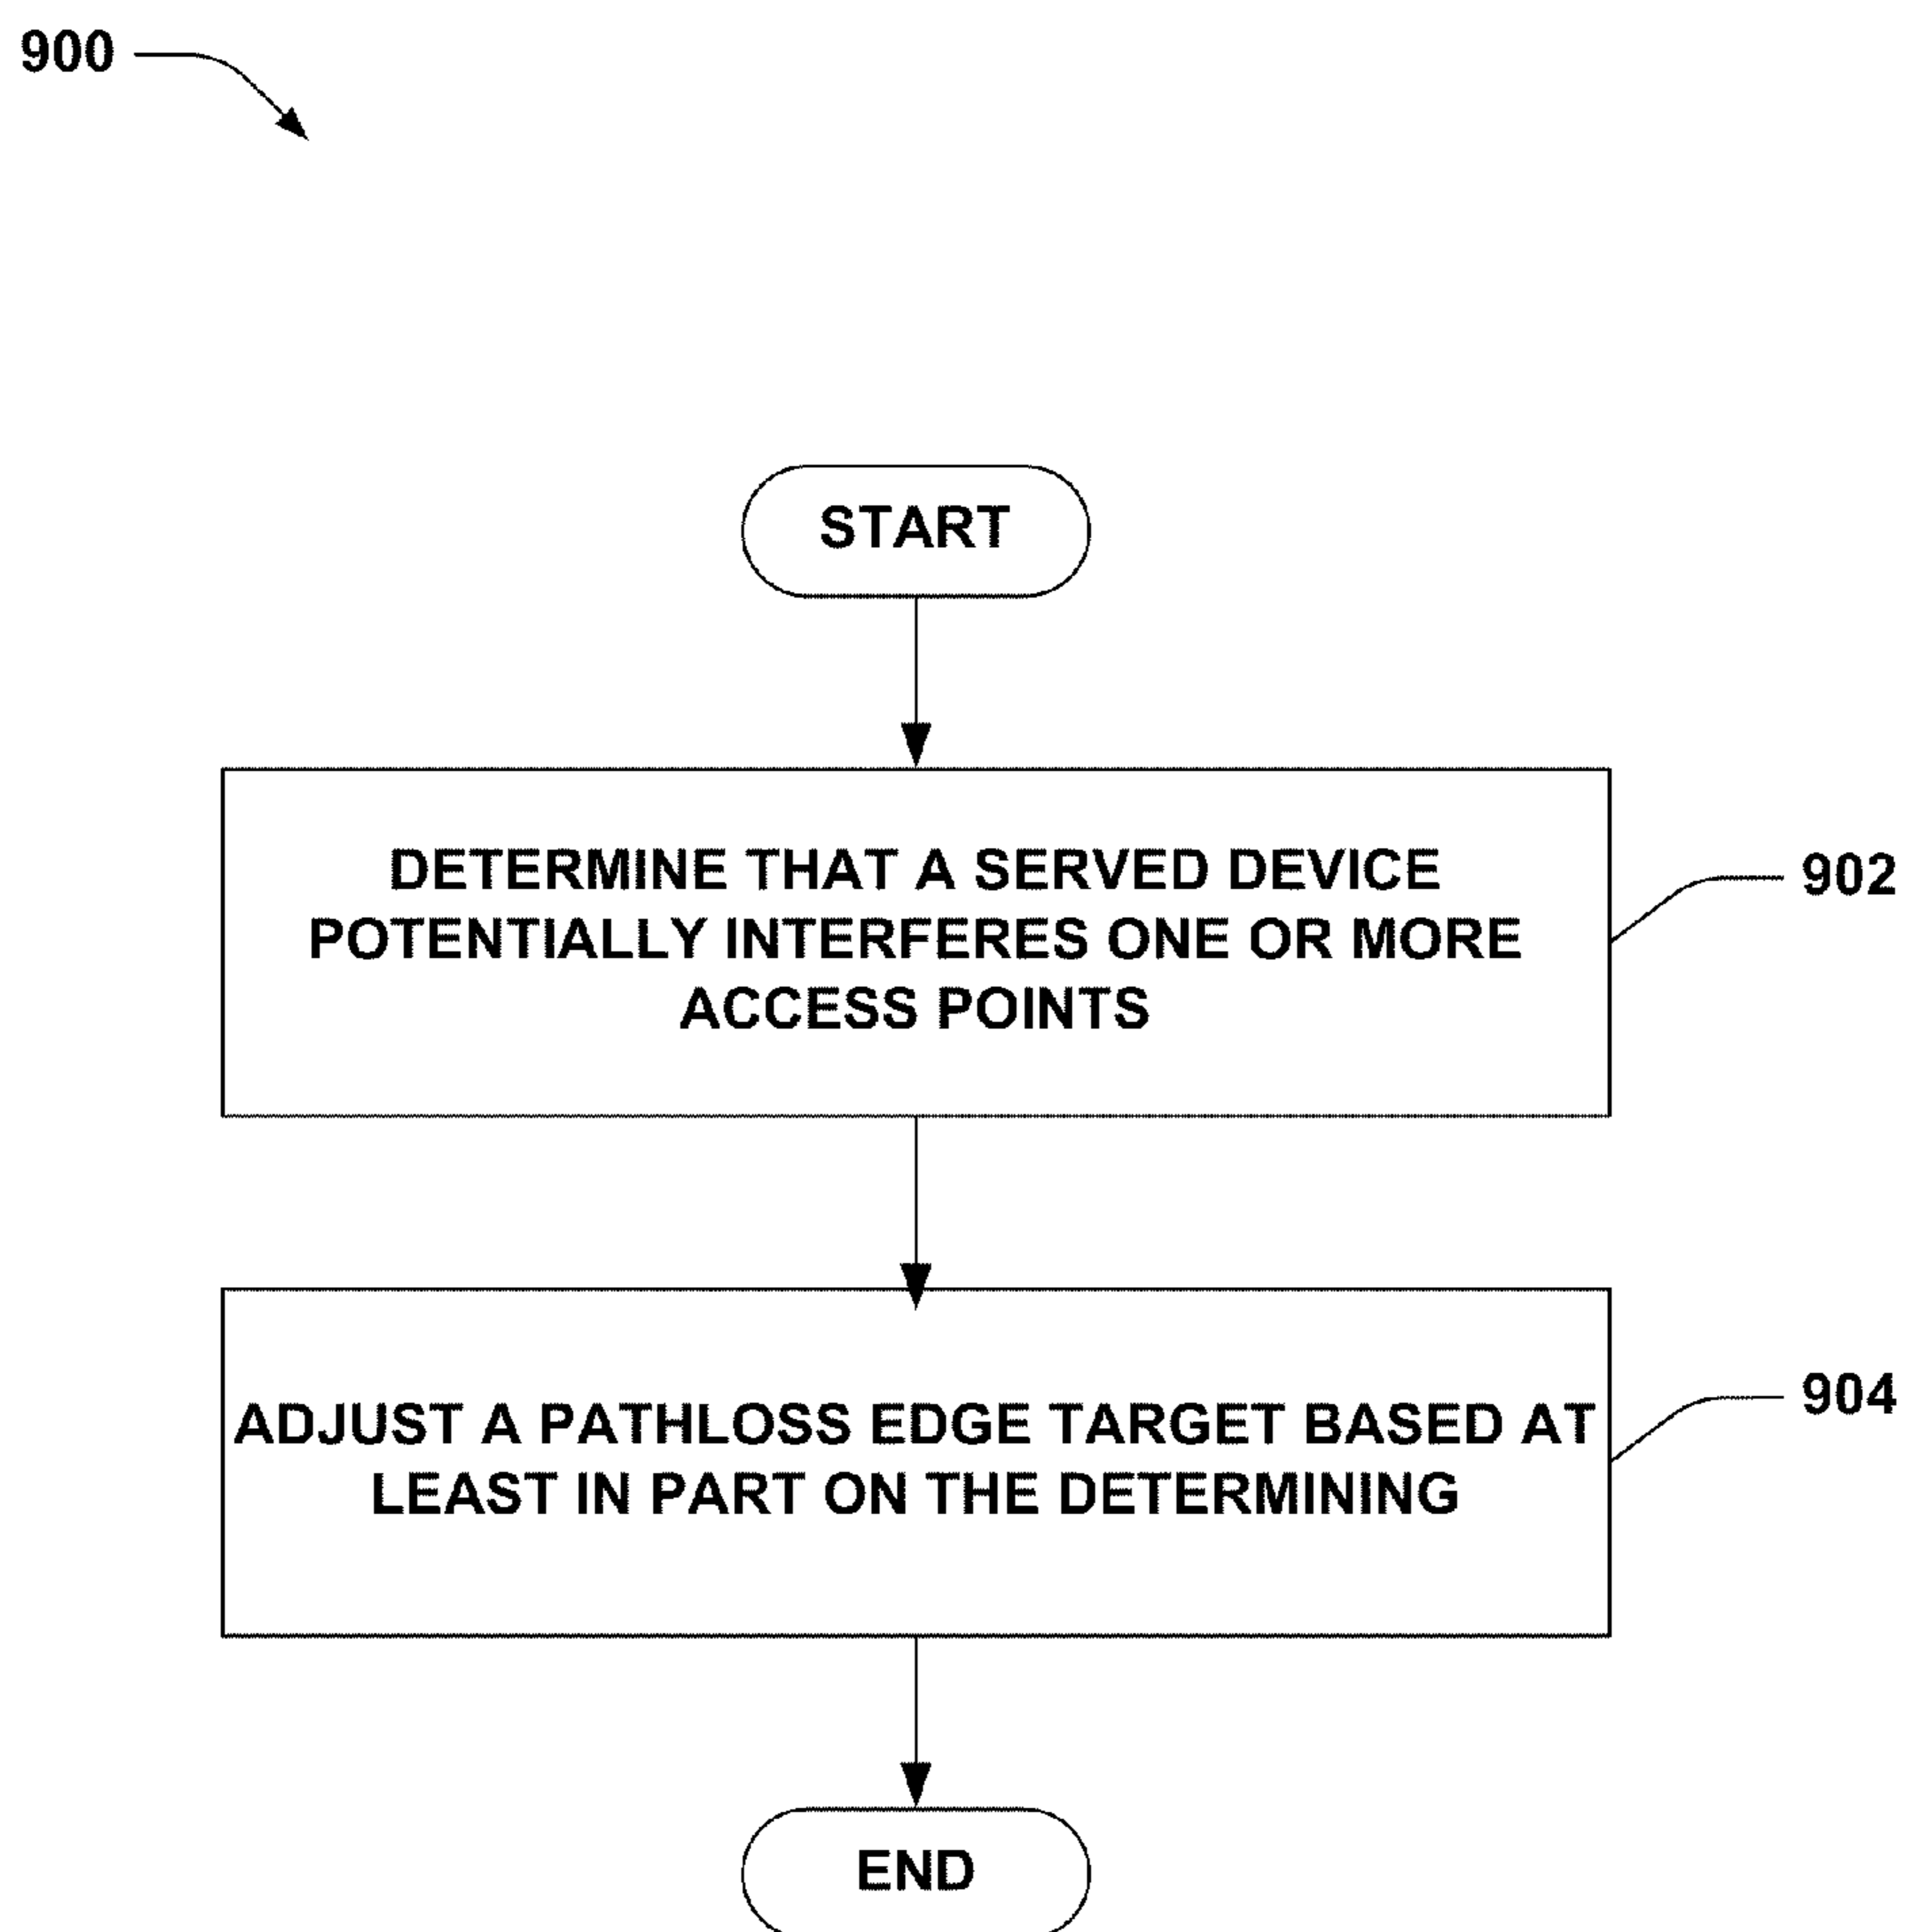 900
START
DETERMINE THAT A SERVED DEVICE
POTENTIALLY INTERFERES ONE OR MORE
ACCESS POINTS
902
ADJUST A PATHLOSS EDGE TARGET BASED AT
LEAST IN PART ON THE DETERMINING
904
END